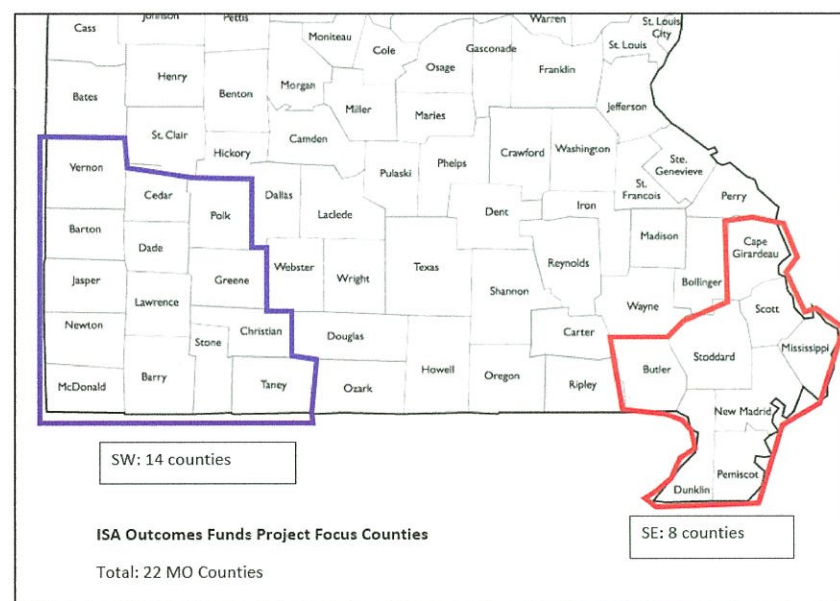 Johnson
Pettis
Warren
St. Louis
City
Cass
Moniteau
Cole
Gasconade
St. Louis
Osage
Henry
Franklin
Morgan
Bates
Benton
Miller
Maries
Jefferson
St. Clair
Camden
Hickory
Crawford
Washington
Phelps
Ste.
Genevieve
Vernon
Pulaski
St.
Francois
Cedar
Dallas
Perry
Polk
Laclede
Dent
Iron
Barton
Madison
Cape
Girardeau
Dade
Texas
Webster
Wright
Reynolds
Jasper
Greene
Bollinger
Shannon
Lawrence
Wayne
Scott
Newton
Christian
Carter
Stone
Douglas
Mississippi
Stoddard
Barry
Butler
McDonald
Taney
Ozark
Howell
Oregon
Ripley
New Madrid
Pemiscot
Dunklin
SW: 14 counties
SE: 8 counties
ISA Outcomes Funds Project Focus Counties
Total: 22 MO Counties